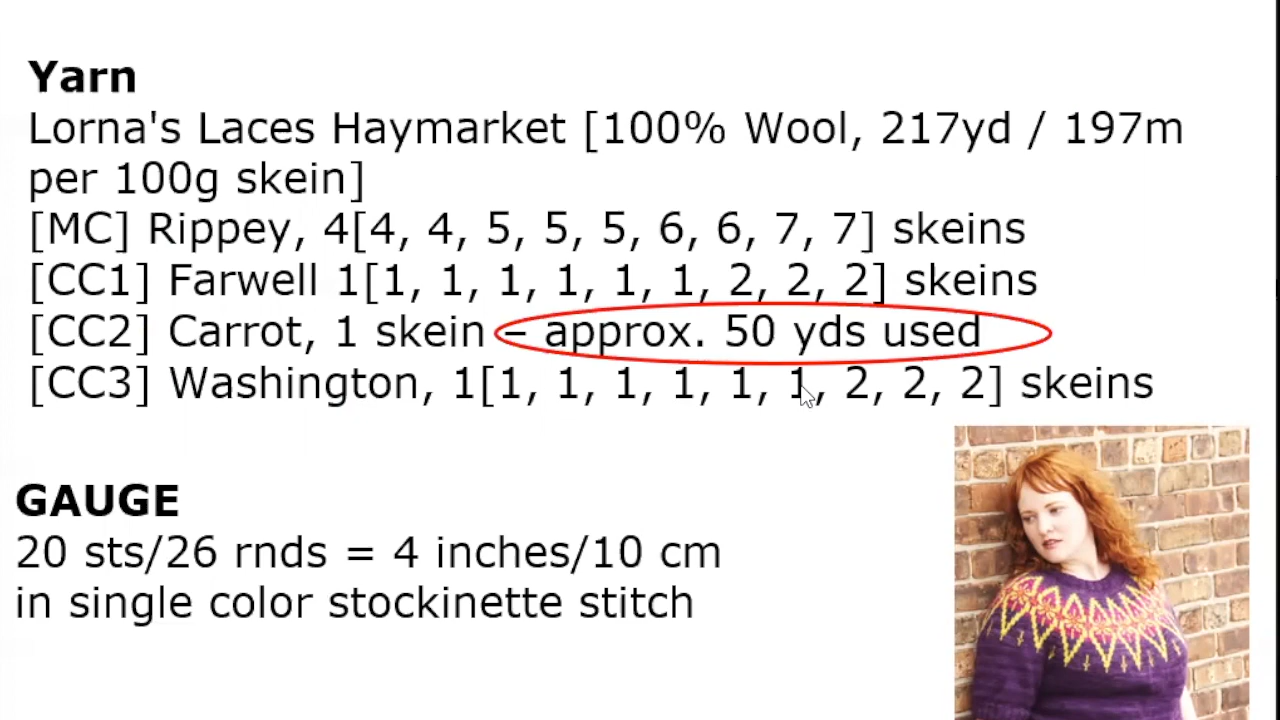 Yarn
Lorna's Laces Haymarket [100% Wool, 217yd / 197m
per 100g skein]
[MC] Rippey, 4[4, 4, 5, 5, 5, 6, 6, 7, 7] skeins
[CC1] Farwell 1[1, 1, 1, 1, 1, 1, 2, 2, 2] skeins
[CC2] Carrot, 1 skein – approx. 50 yds used
[CC3] Washington, 1[1, 1, 1, 1, 1, 1, 2, 2, 2] skeins
GAUGE
20 sts/26 rnds = 4 inches/10 cm
in single color stockinette stitch